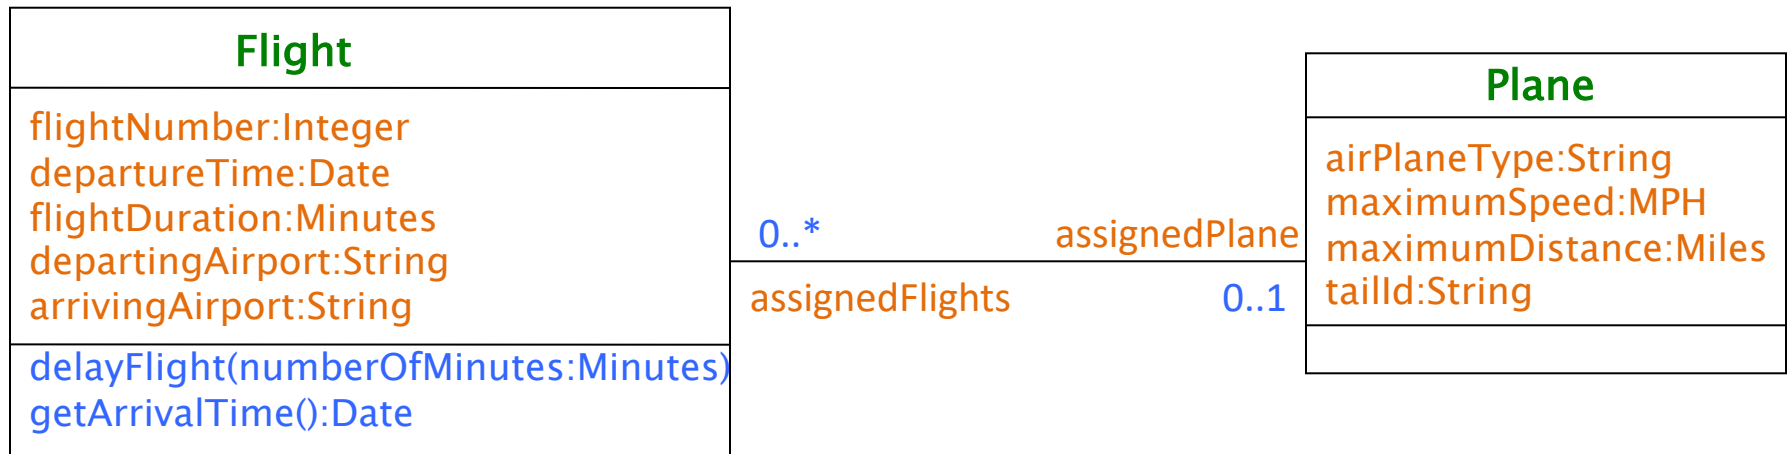 Flight
flightNumber:Integer
departureTime:Date
flightDuration:Minutes
departingAirport:String
arrivingAirport:String
delayFlight(numberOfMinutes:Minutes)
getArrivalTime():Date
0..*
assignedPlane
assignedFlights
0..1
Plane
airPlaneType:String
maximumSpeed:MPH
maximumDistance:Miles
tailId:String